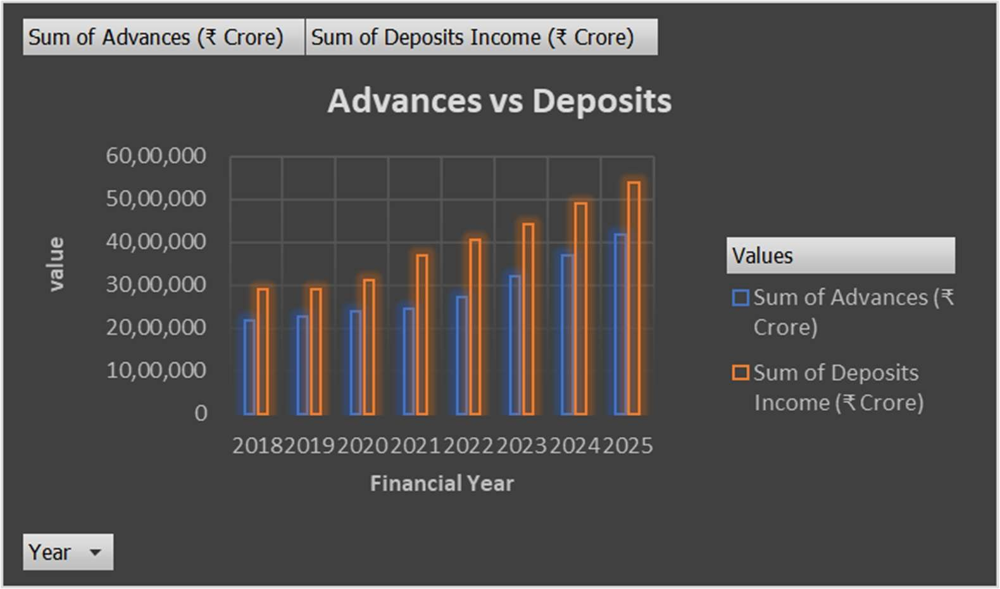 Sum of Advances (₹ Crore) Sum of Deposits Income (₹ Crore)
Advances vs Deposits
60,00,000
50,00,000
40,00,000
30,00,000
20,00,000
10,00,000
0
value
2018 2019 2020 2021 2022 2023 2024 2025
Financial Year
Values
Sum of Advances (₹
Crore)
Sum of Deposits
Income (₹ Crore)
Year